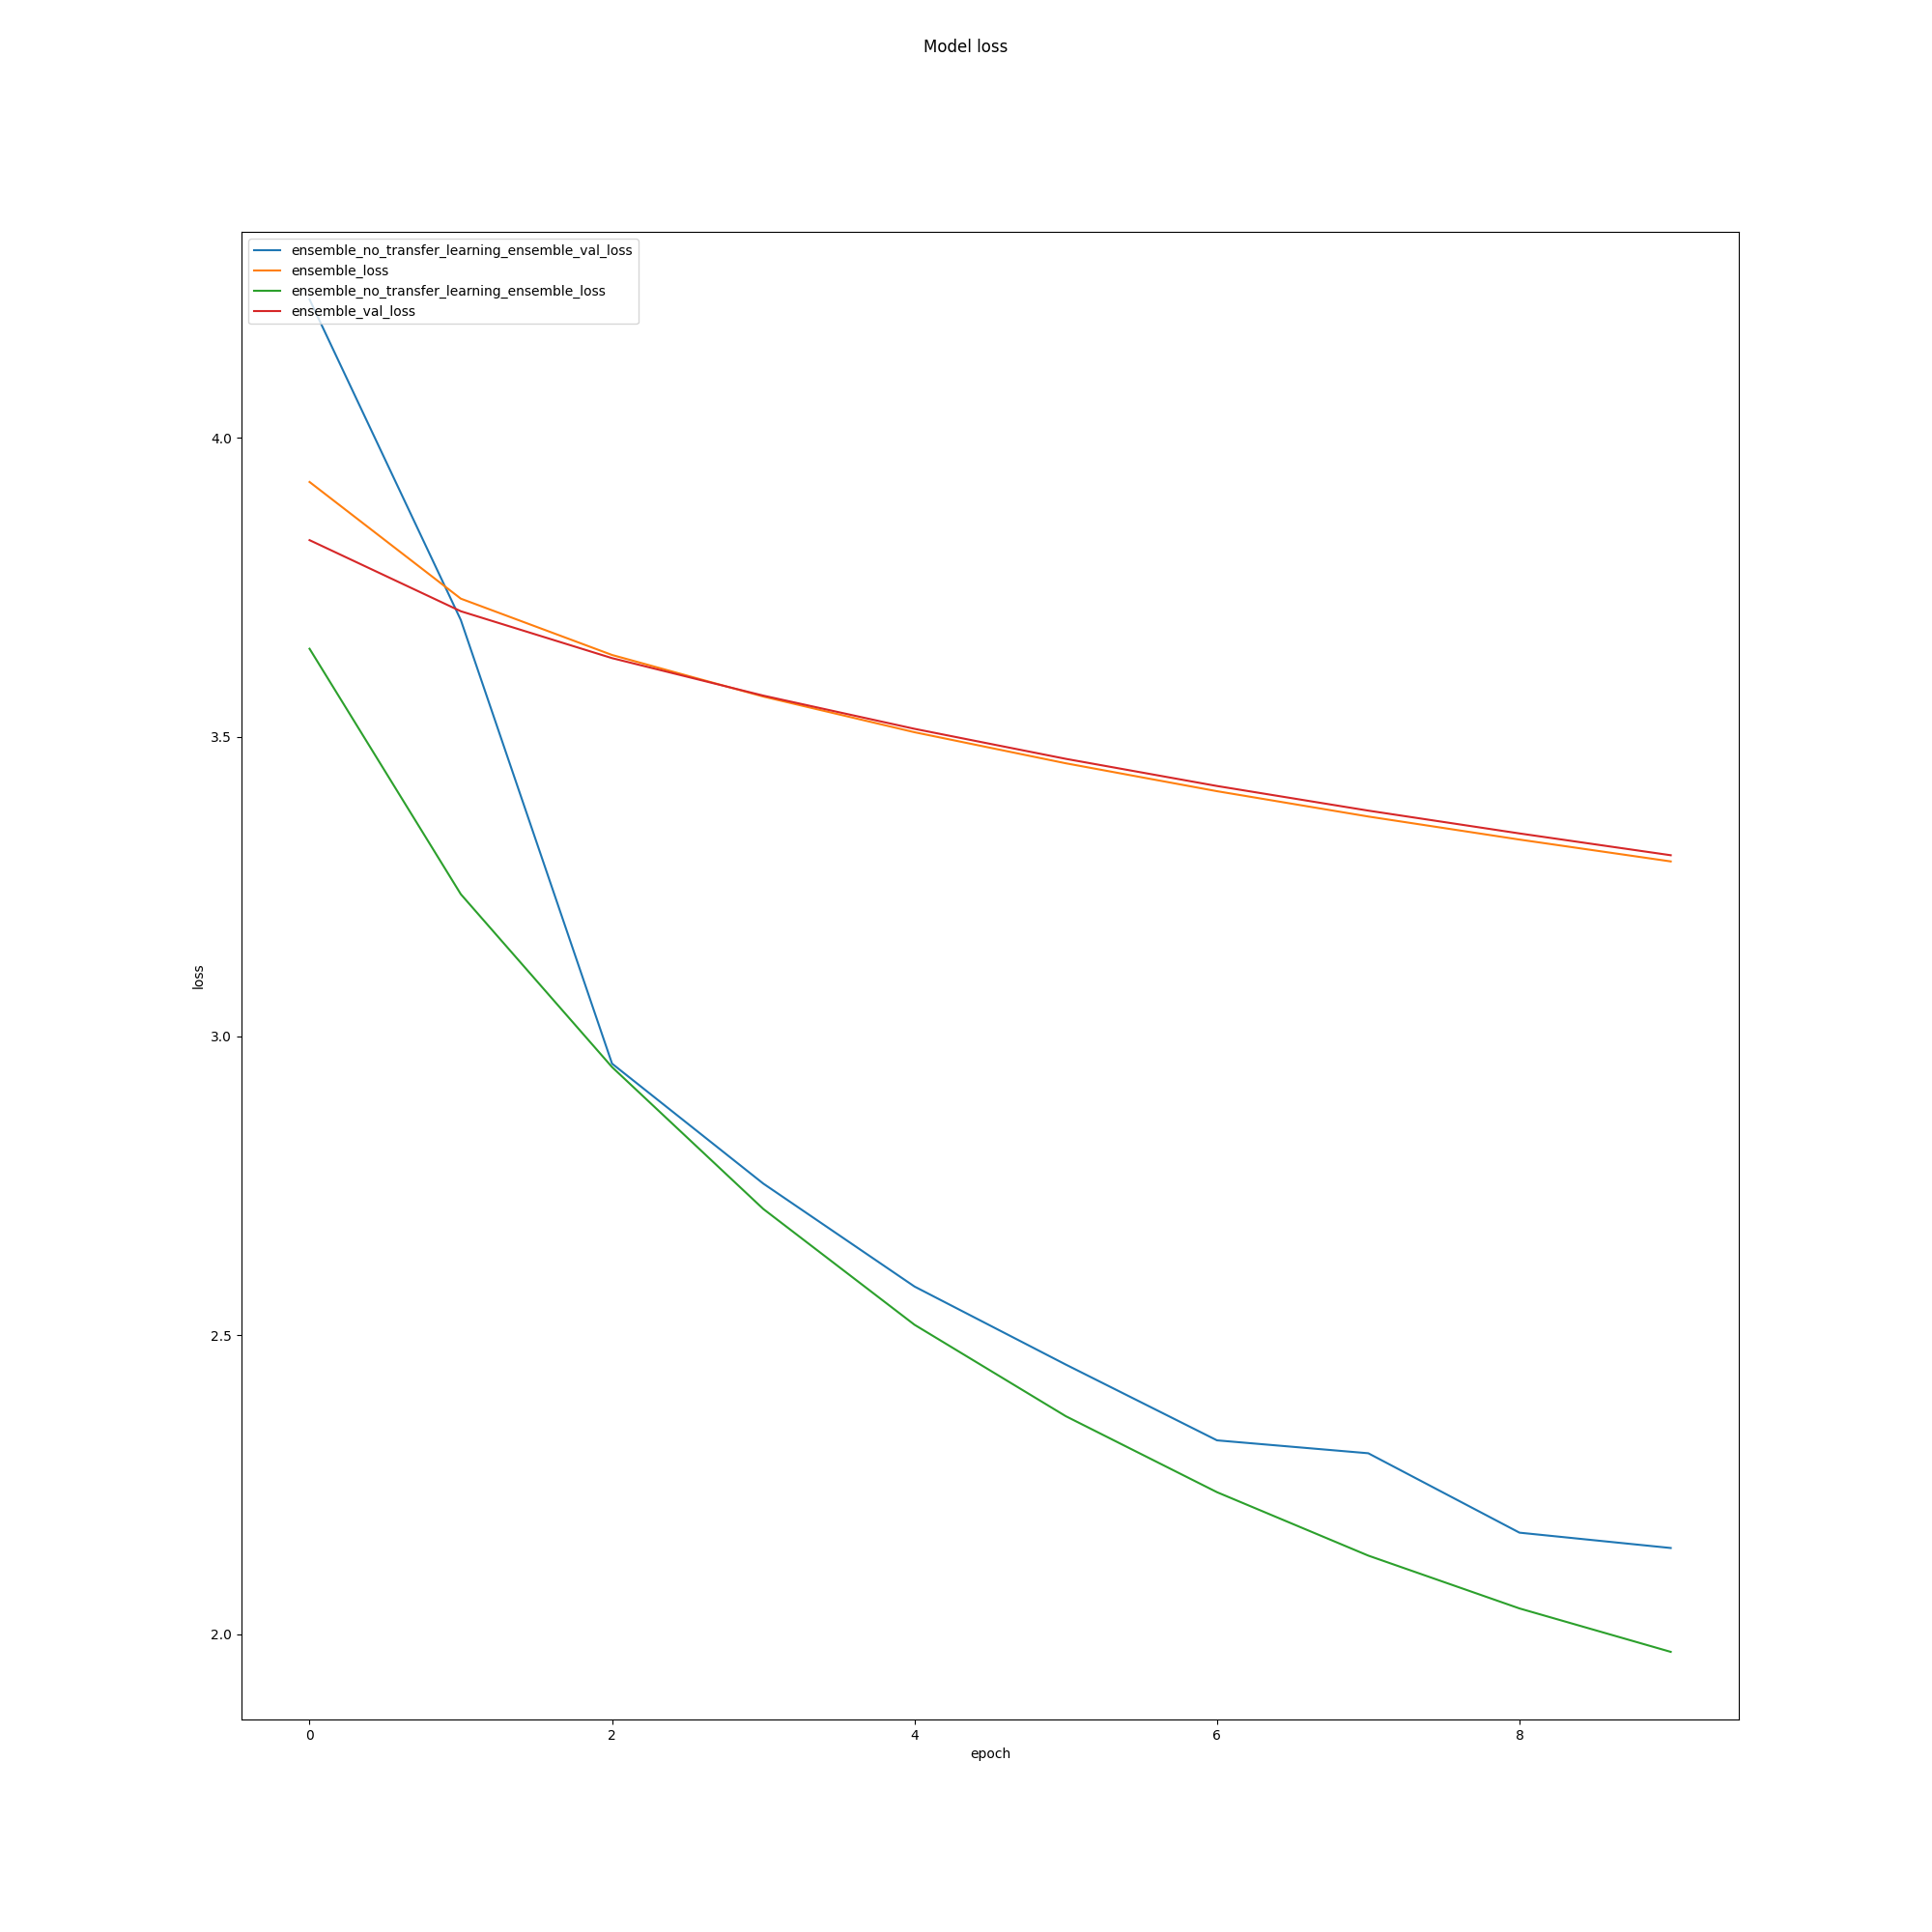 Model loss
ensemble_no_transfer_learning_ensemble_val_loss
ensemble_loss
ensemble_no_transfer_learning_ensemble_loss
ensemble_val_loss
4.0
3.5
3.0
2.5
2.0
loss
0 2 4 6 8
epoch